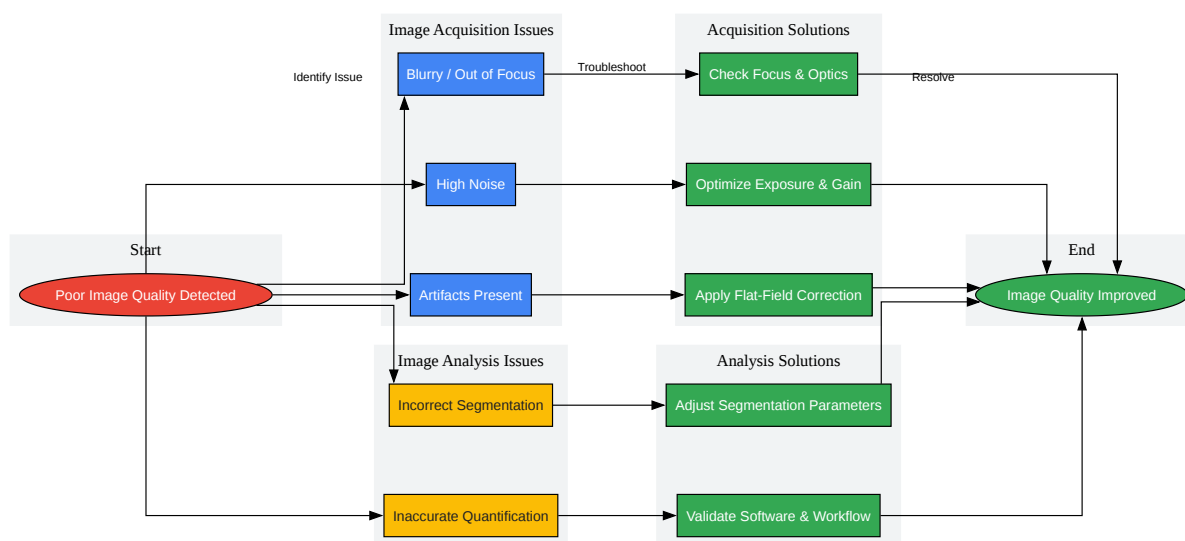 Image Acquisition Issues
Acquisition Solutions
Identify Issue
Blurry / Out of Focus
Troubleshoot
Check Focus & Optics
Resolve
High Noise
Optimize Exposure & Gain
Start
End
Poor Image Quality Detected
Artifacts Present
Apply Flat-Field Correction
Image Quality Improved
Image Analysis Issues
Analysis Solutions
Incorrect Segmentation
Adjust Segmentation Parameters
Inaccurate Quantification
Validate Software & Workflow